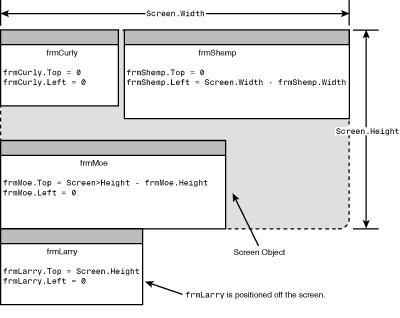 Screen.Width
frmCurly
frmCurly.Top = 0
frmCurly.Left = 0
frmShemp
frmShemp.Top = 0
frmShemp.Left = Screen.Width - frmShemp.Width
Screen.Height
frmMoe
frmMoe.Top = Screen>Height - frmMoe.Height
frmMoe.Left = 0
Screen Object
frmLarry
frmLarry.Top = Screen.Height
frmLarry.Left = 0
frmLarry is positioned off the screen.